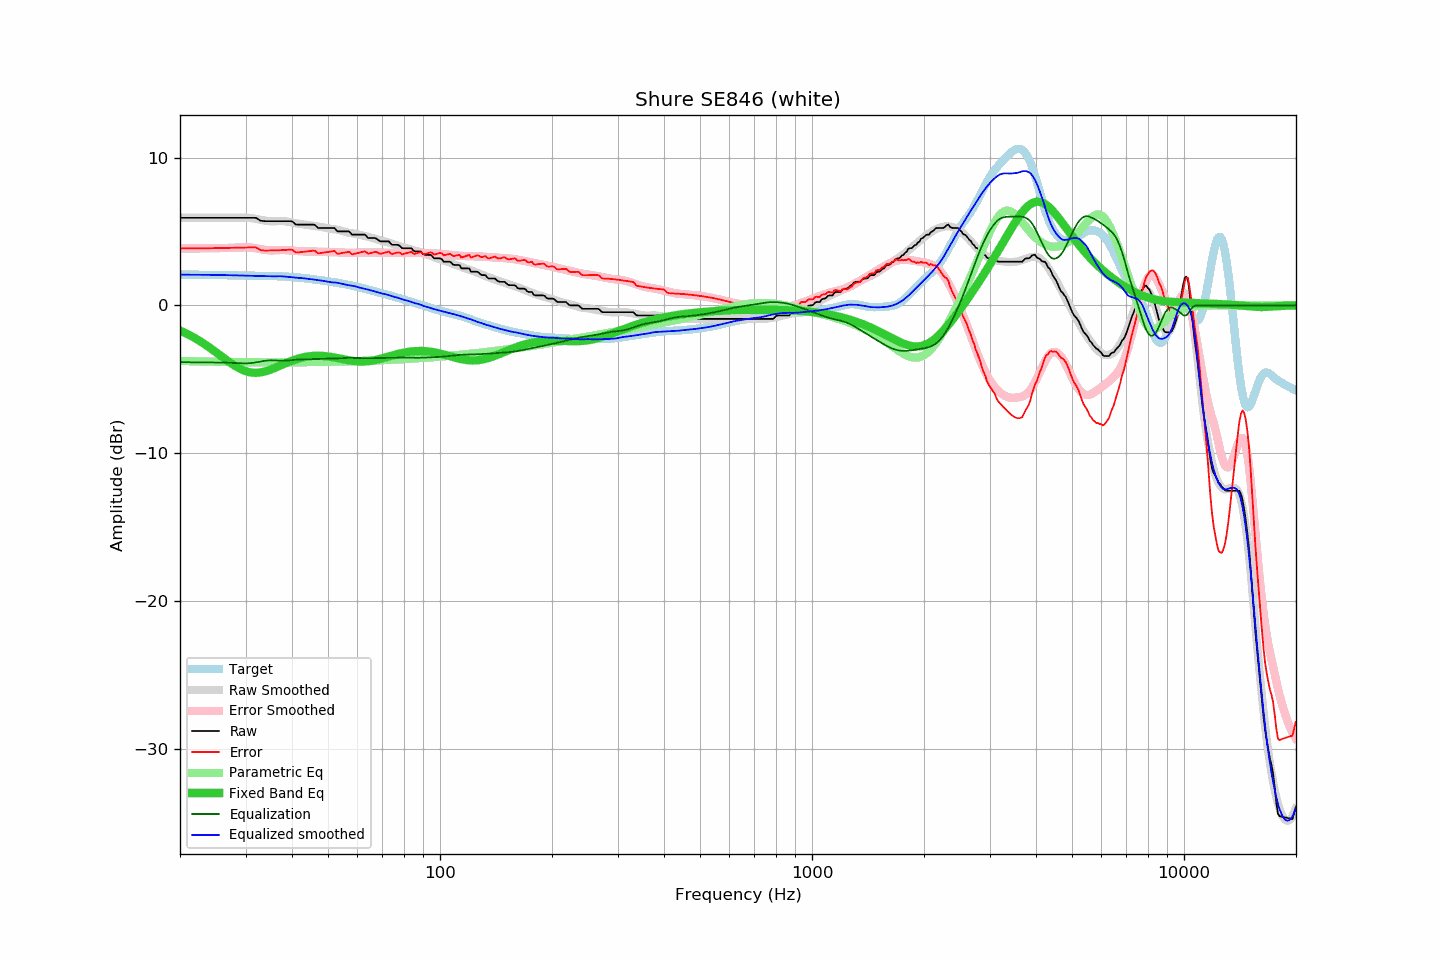 Shure SE846 (white)
10
0
−10
−20
−30
Amplitude (dBr)
Target
Raw Smoothed
Error Smoothed
Raw
Error
Parametric Eq
Fixed Band Eq
Equalization
Equalized smoothed
100
1000
10000
Frequency (Hz)